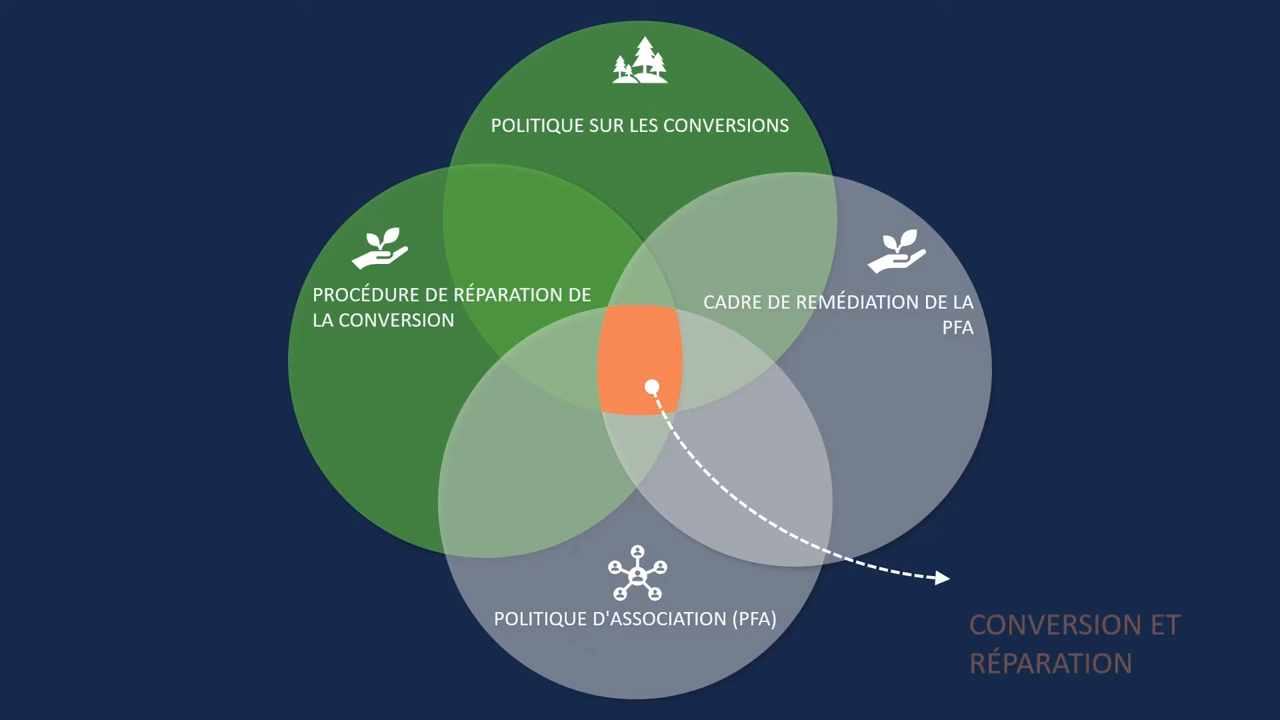 POLITIQUE SUR LES CONVERSIONS
PROCÉDURE DE RÉPARATION DE
LA CONVERSION
CADRE DE REMÉDIATION DE LA
PFA
POLITIQUE D'ASSOCIATION (PFA)
CONVERSION ET
RÉPARATION